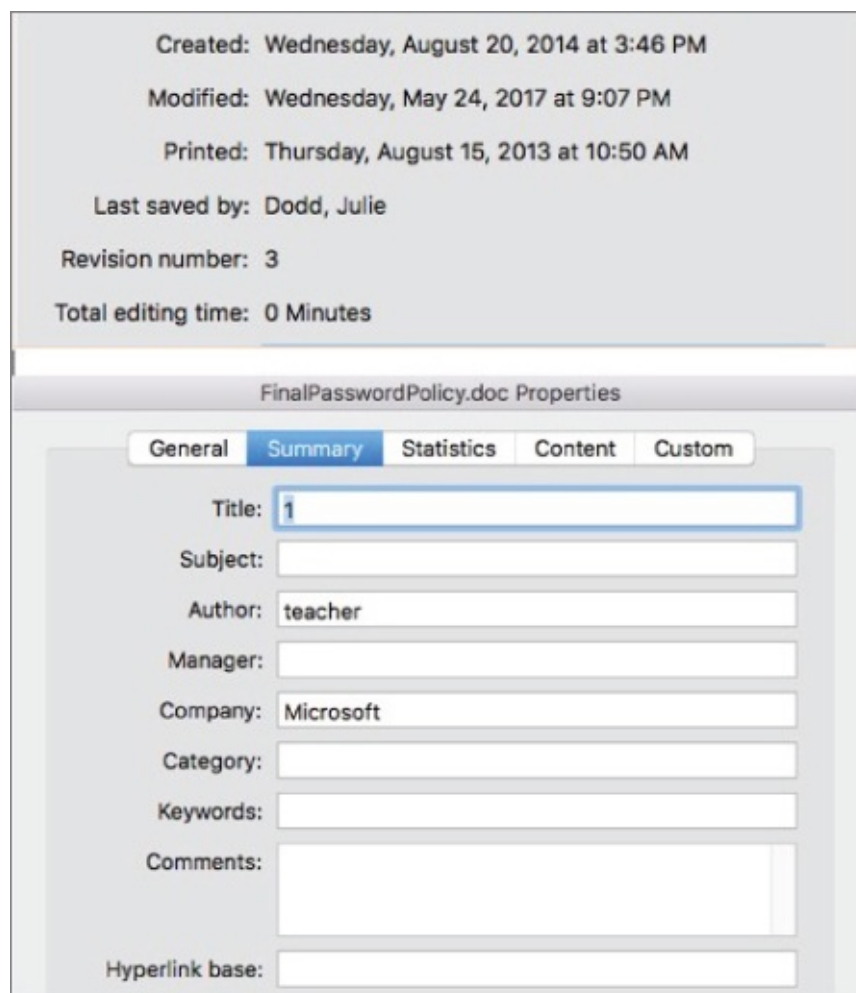 Created: Wednesday, August 20, 2014 at 3:46 PM
Modified: Wednesday, May 24, 2017 at 9:07 PM
Printed: Thursday, August 15, 2013 at 10:50 AM
Last saved by: Dodd, Julie
Revision number: 3
Total editing time: 0 Minutes
FinalPasswordPolicy.doc Properties
General Summary Statistics Content Custom
Title: 1
Subject:
Author: teacher
Manager:
Company: Microsoft
Category:
Keywords:
Comments:
Hyperlink base: